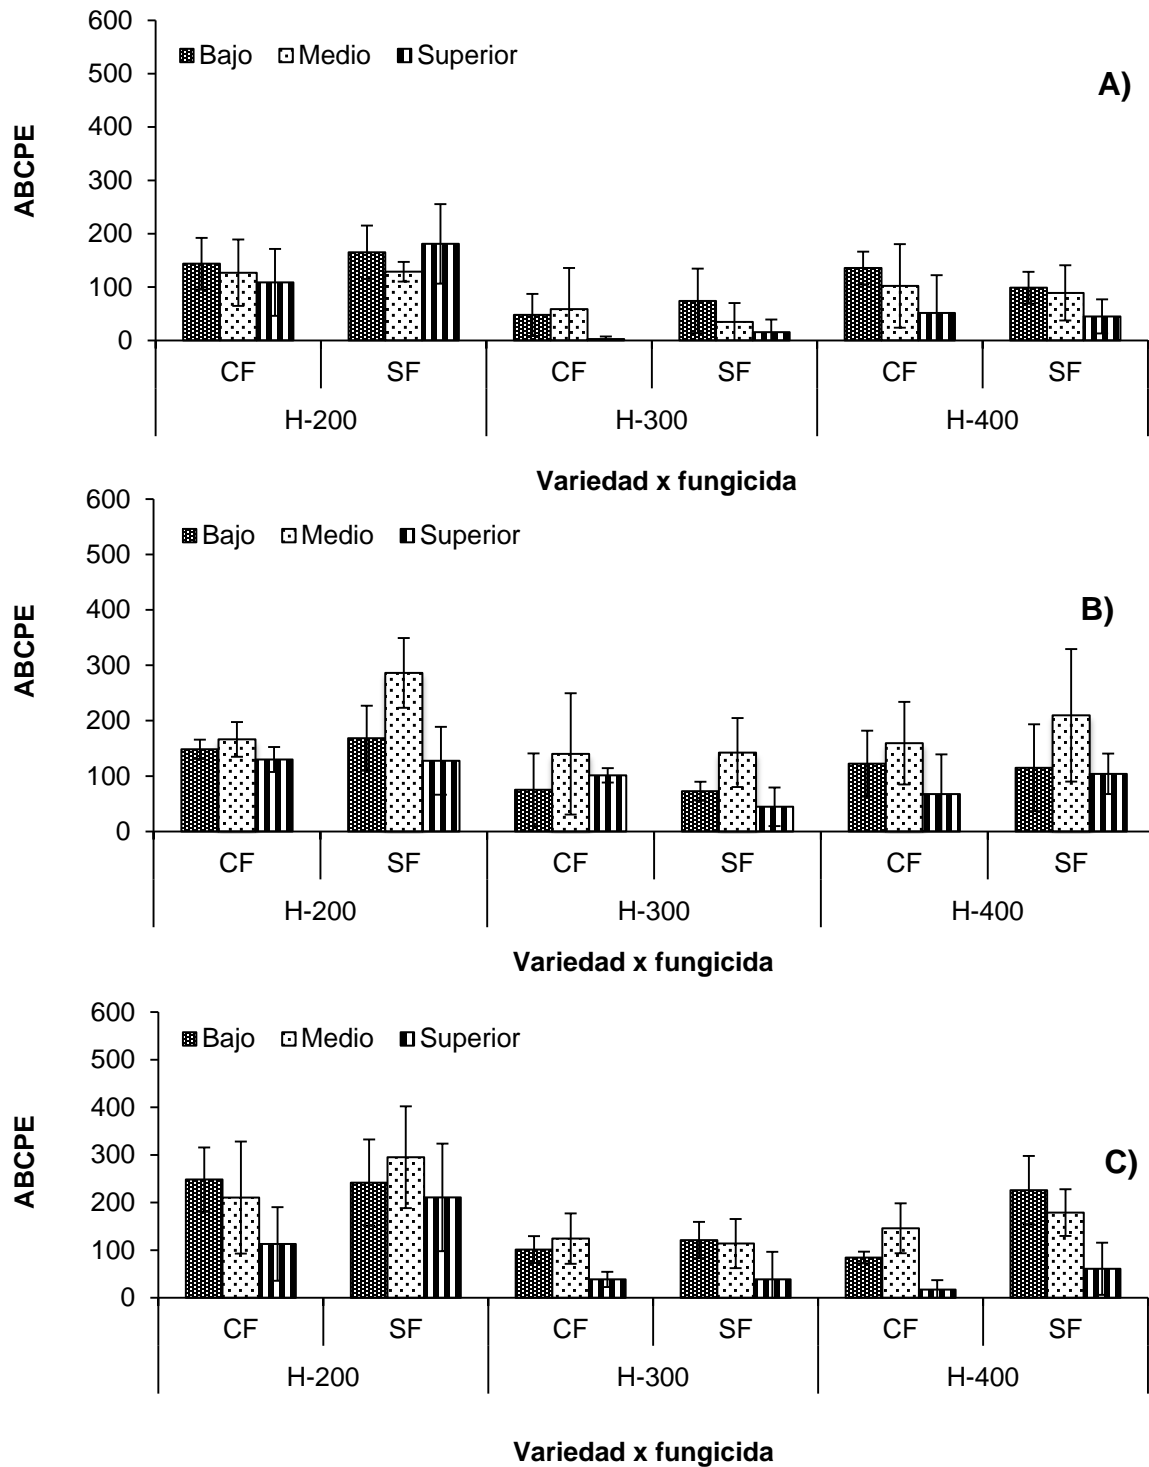 600
500
400
300
200
100
0
ABCPE
Bajo Medio Superior
A)
CF SF CF SF CF SF
H-200 H-300 H-400
Variedad x fungicida
600
500
400
300
200
100
0
ABCPE
Bajo Medio Superior
B)
CF SF CF SF CF SF
H-200 H-300 H-400
Variedad x fungicida
600
500
400
300
200
100
0
ABCPE
Bajo Medio Superior
C)
CF SF CF SF CF SF
H-200 H-300 H-400
Variedad x fungicida